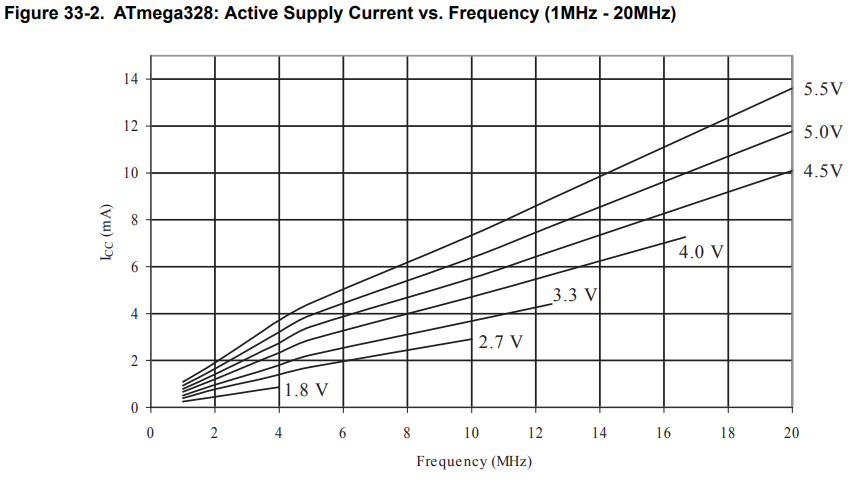 Figure 33-2. ATmega328: Active Supply Current vs. Frequency (1MHz - 20MHz)
14
12
10
8
6
4
2
0
ICC (mA)
5.5V
5.0V
4.5V
4.0 V
3.3 V
2.7 V
1.8 V
0 2 4 6 8 10 12 14 16 18 20
Frequency (MHz)